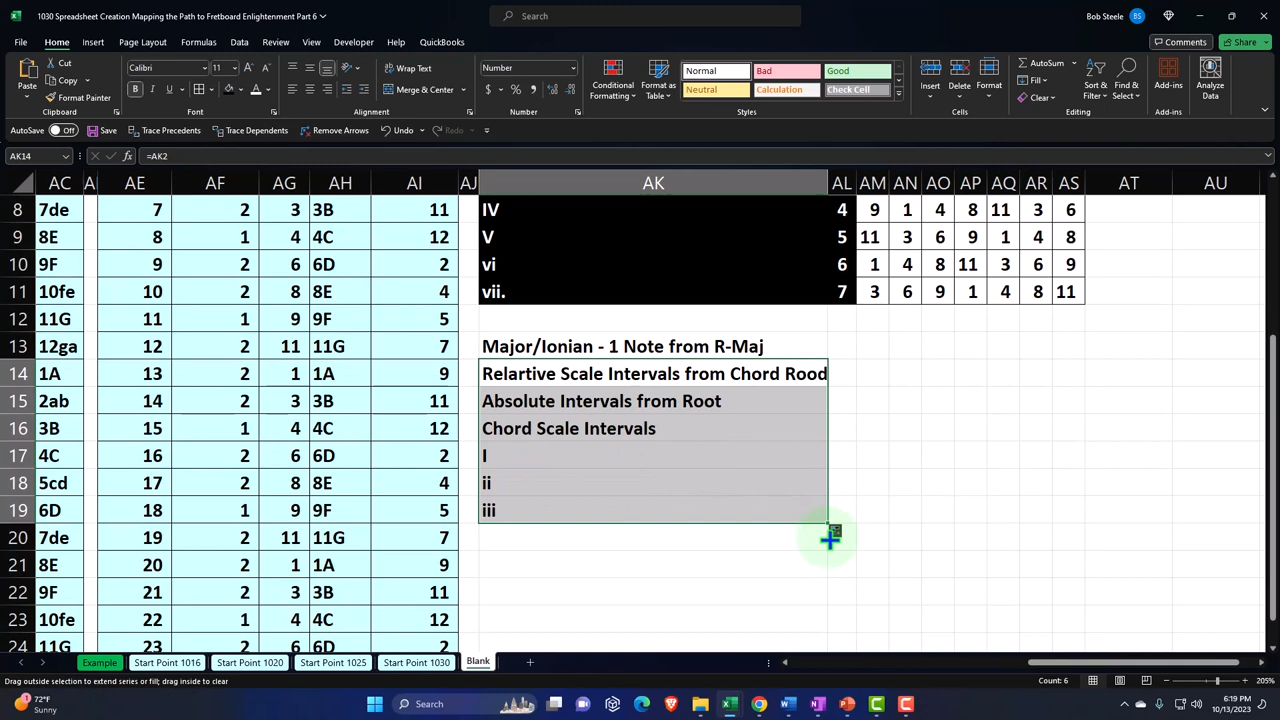 1030 Spreadsheet Creation Mapping the Path to Fretboard Enlightenment Part 6
Search
Bob Steele BS
File Home Insert Page Layout Formulas Data Review View Developer Automate Help QuickBooks
Comments Share
Paste Cut Copy Format Painter Clipboard
Calibri 11 Font
Wrap Text Merge & Center Alignment
Number Number
Conditional Formatting Format as Table
Normal Bad Good Neutral Calculation Check Cell Styles
Insert Delete Format Cells
AutoSum Fill Clear Sort & Filter Find & Select Editing
Add-ins Add-ins
Analyze Data
AutoSave Off Save Trace Precedents Trace Dependents Remove Arrows Undo Redo
AK14 fx =AK2
AC A AE AF AG AH AI AJ AK AL AM AN AO AP AQ AR AS AT AU
8 7de 7 2 3 3B 11 IV 4 9 1 4 8 11 3 6
9 8E 8 1 4 4C 12 V 5 11 3 6 9 1 4 8
10 9F 9 2 6 6D 2 vi 6 1 4 8 11 3 6 9
11 10fe 10 2 8 8E 4 vii. 7 3 6 9 1 4 8 11
12 11G 11 1 9 9F 5
13 12ga 12 2 11 11G 7 Major/Ionian - 1 Note from R-Maj
14 1A 13 2 1 1A 9 Relartive Scale Intervals from Chord Rood
15 2ab 14 2 3 3B 11 Absolute Intervals from Root
16 3B 15 1 4 4C 12 Chord Scale Intervals
17 4C 16 2 6 6D 2 I
18 5cd 17 2 8 8E 4 ii
19 6D 18 1 9 9F 5 iii
20 7de 19 2 11 11G 7
21 8E 20 2 1 1A 9
22 9F 21 2 3 3B 11
23 10fe 22 1 4 4C 12
24 11G 23 2 6 6D 2
Example Start Point 1016 Start Point 1020 Start Point 1025 Start Point 1030 Blank
Drag outside selection to extend series or fill; drag inside to clear Count: 6 205%
1 72°F Sunny
Search
6:19 PM
10/13/2023